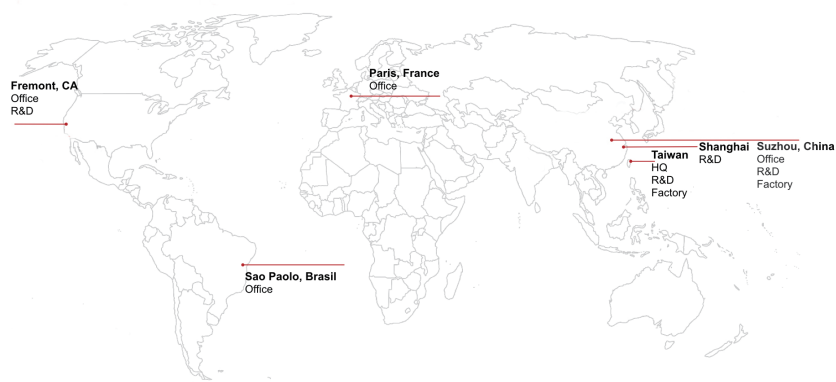 Fremont, CA
Office
R&D
Paris, France
Office
Sao Paolo, Brasil
Office
Taiwan
HQ
R&D
Factory
Shanghai
R&D
Suzhou, China
Office
R&D
Factory